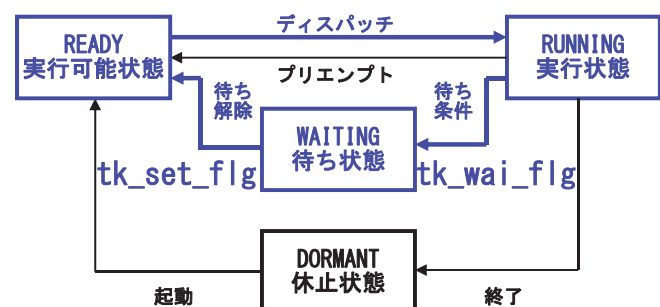 ディスパッチ
READY
実行可能状態
RUNNING
実行状態
プリエンプト
待ち
解除
待ち
条件
WAITING
待ち状態
tk_set_flg
tk_wai_flg
DORMANT
休止状態
起動
終了